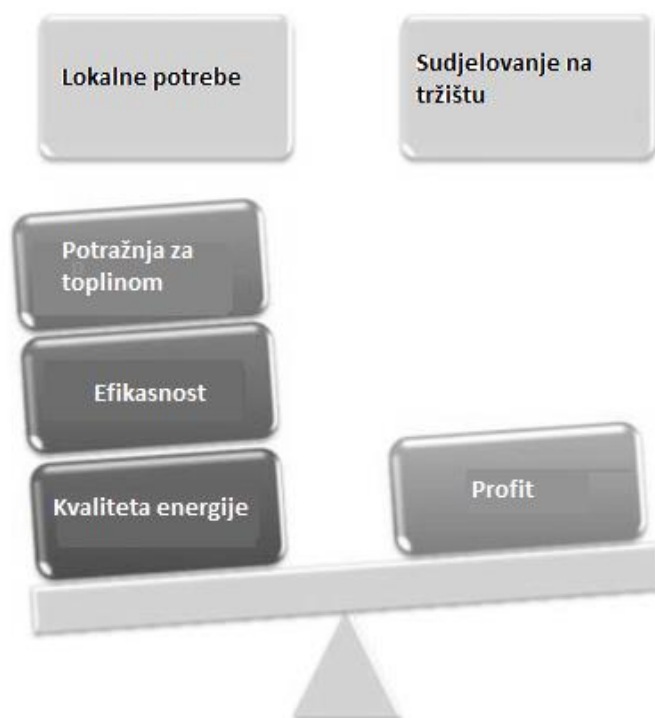 Lokalne potrebe
Sudjelovanje na
tržištu
Potražnja za
toplinom
Efikasnost
Kvaliteta energije
Profit